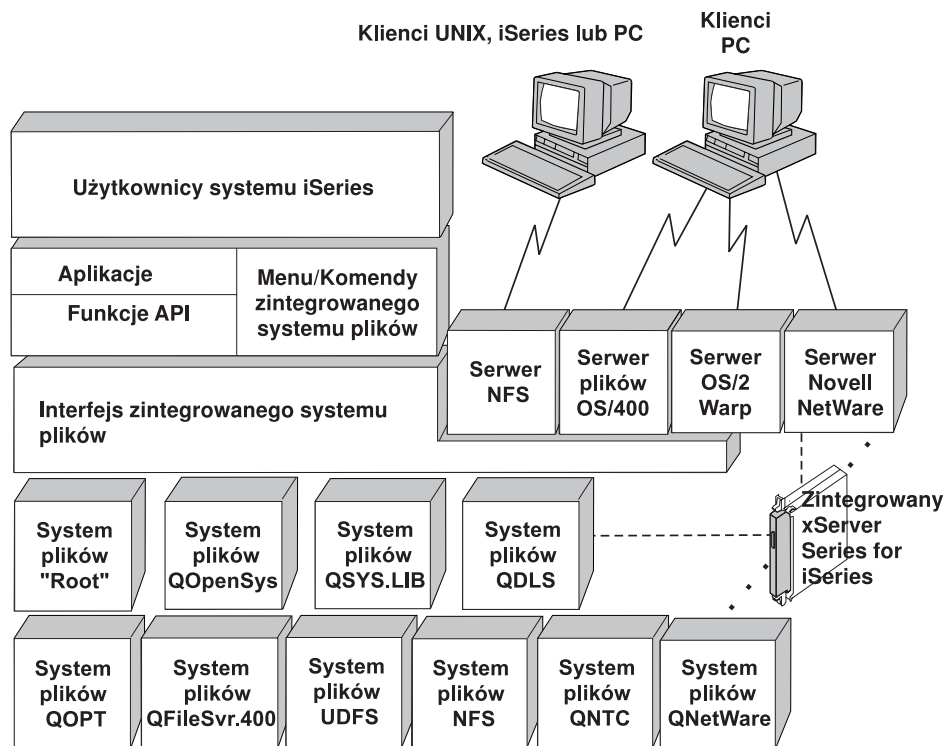 Klienci UNIX, iSeries lub PC
Klienci
PC
Użytkownicy systemu iSeries
Aplikacje
Funkcje API
Menu/Komendy
zintegrowanego
systemu plików
Serwer
NFS
Serwer
plików
OS/400
Serwer
OS/2
Warp
Serwer
Novell
NetWare
Interfejs zintegrowanego systemu
plików
System
plików
"Root"
System
plików
QOpenSys
System
plików
QSYS.LIB
System
plików
QDLS
Zintegrowany
xServer
Series for
iSeries
System
plików
QOPT
System
plików
QFileSvr.400
System
plików
UDFS
System
plików
NFS
System
plików
QNTC
System
plików
QNetWare